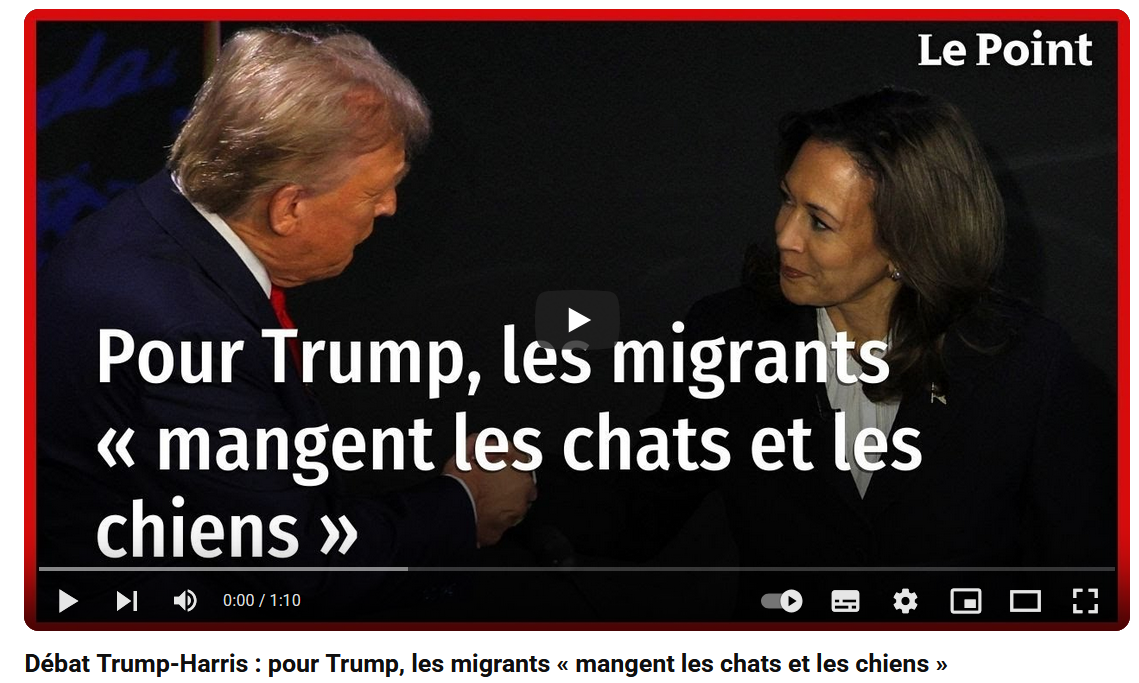 Le Point
Pour Trump, les migrants
« mangent les chats et les
chiens »
0:00 / 1:10
Débat Trump-Harris : pour Trump, les migrants « mangent les chats et les chiens »